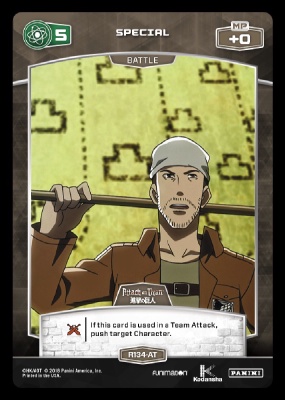 5
SPECIAL
MP
+0
BATTLE
Attack on Titan
進撃の巨人
If this card is used in a Team Attack,
push target Character.
R134-AT
©HK/AOT © 2018 Panini America, Inc.
Printed in the USA.
FUNIMATION
Kodansha
PANINI